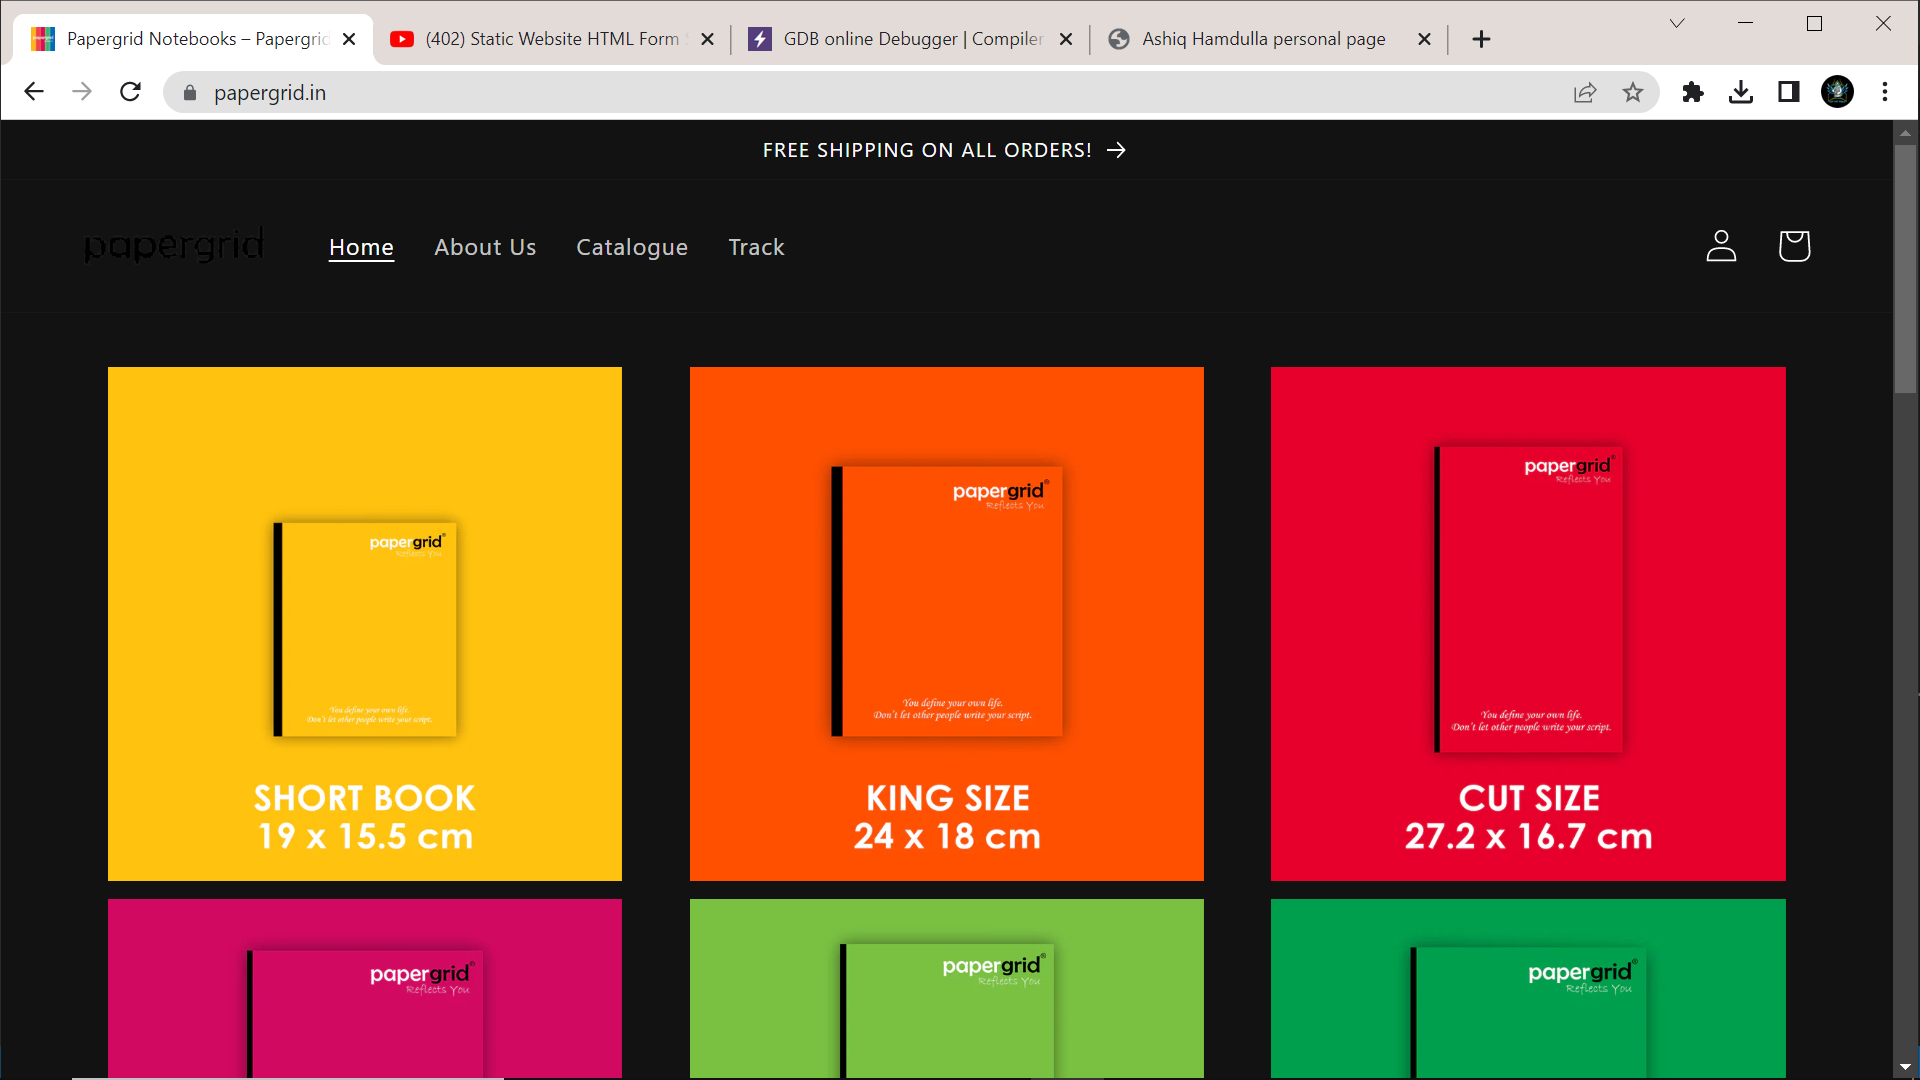 Papergrid Notebooks – Papergrid
(402) Static Website HTML Form
GDB online Debugger | Compiler
Ashiq Hamdulla personal page
papergrid.in
FREE SHIPPING ON ALL ORDERS! →
papergrid
Home
About Us
Catalogue
Track
papergrid®
Reflects You
You define your own life.
Don't let other people write your script.
SHORT BOOK
19 x 15.5 cm
papergrid®
Reflects You
You define your own life.
Don't let other people write your script.
KING SIZE
24 x 18 cm
papergrid®
Reflects You
You define your own life.
Don't let other people write your script.
CUT SIZE
27.2 x 16.7 cm
papergrid®
Reflects You
papergrid®
Reflects You
papergrid®
Reflects You